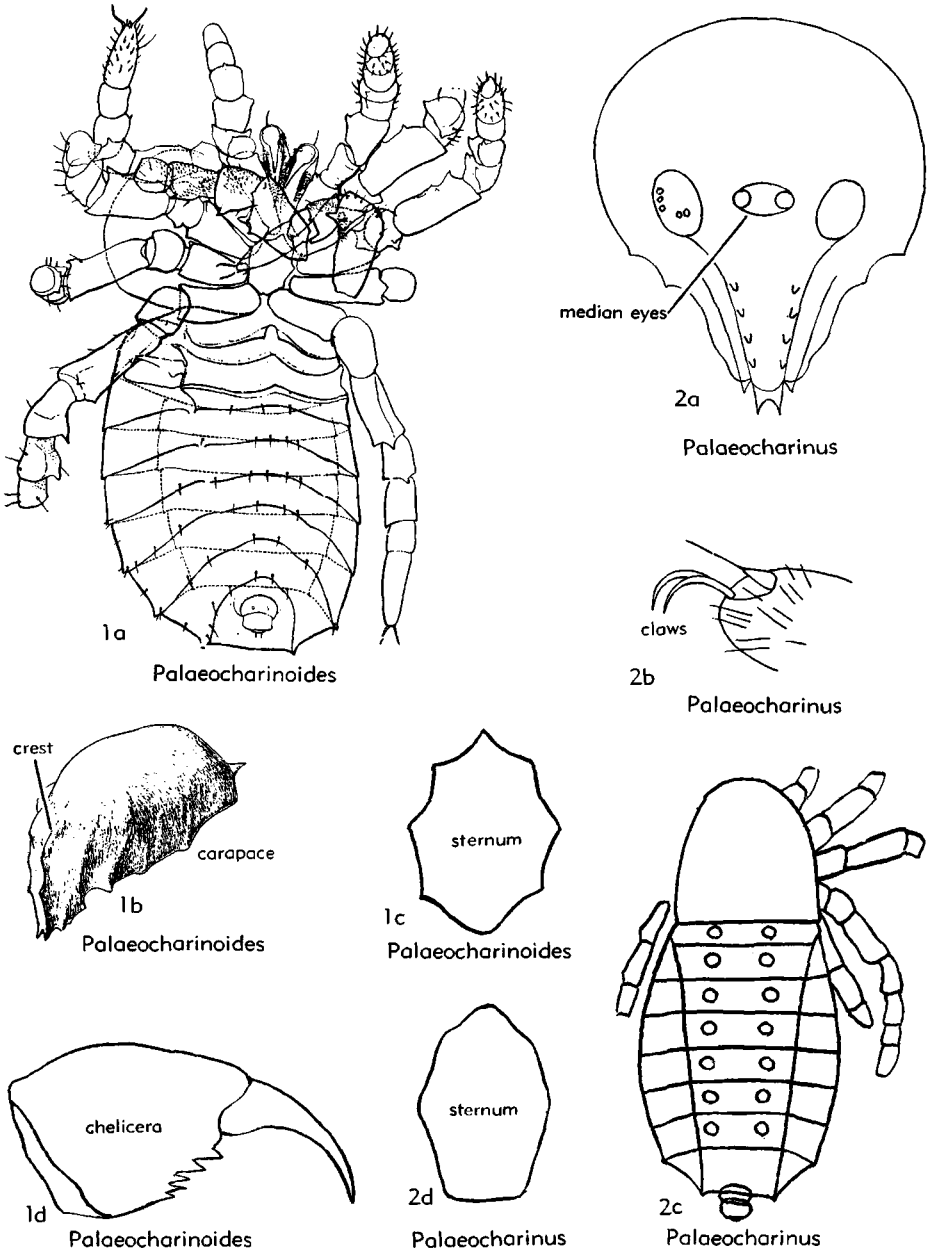 median eyes
2a
Palaeocharinus
1a
Palaeocharinoides
claws
2b
Palaeocharinus
crest
carapace
1b
Palaeocharinoides
sternum
1c
Palaeocharinoides
chelicera
1d
Palaeocharinoides
sternum
2d
Palaeocharinus
2c
Palaeocharinus